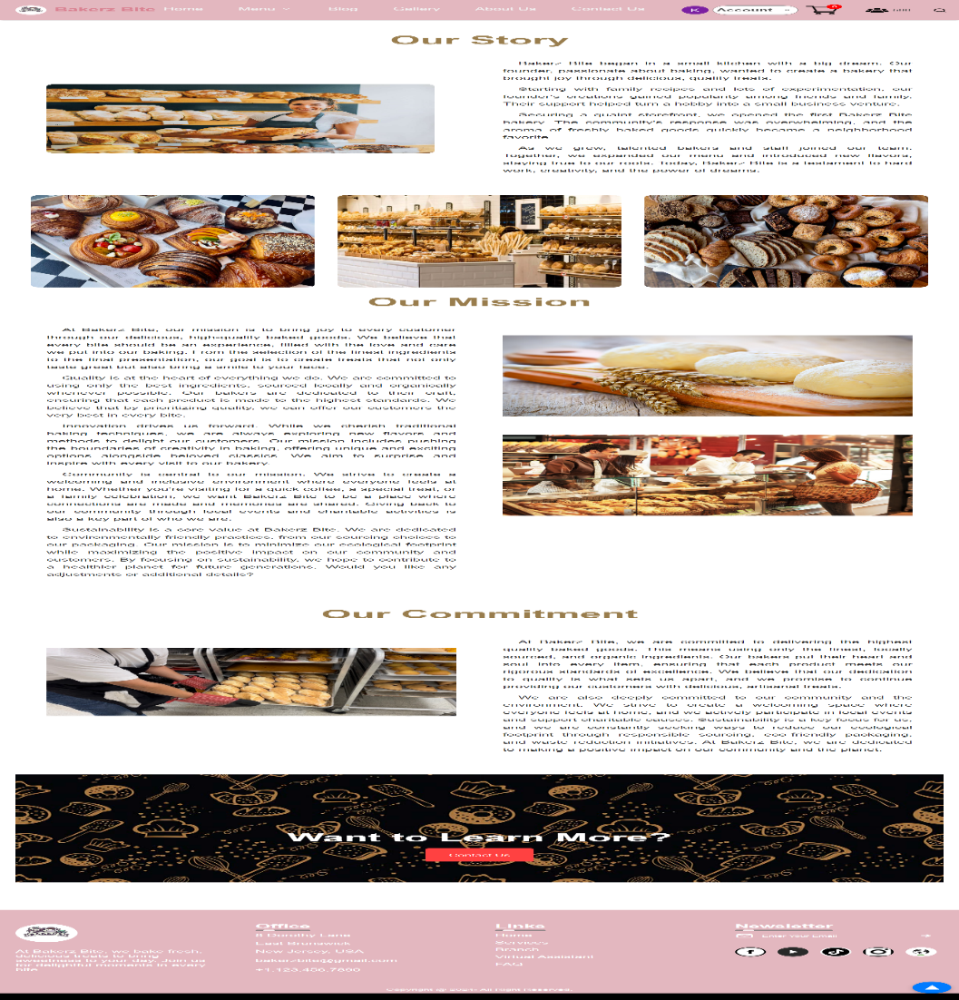 Bakerz Bite Home Menu Blog Gallery About Us Contact Us K Account
Our Story
Bakerz Bite began in a small kitchen with a big dream. Our
founder, passionate about baking, wanted to create a bakery that
brought joy through delicious, quality treats.
Starting with family recipes and lots of experimentation, our
founder's creations gained popularity among friends and family.
Their support helped turn a hobby into a small business venture.
Securing a quaint storefront, we opened the first Bakerz Bite
bakery. The community's response was overwhelming, and the
aroma of freshly baked goods quickly became a neighborhood
favorite.
As we grew, talented bakers and staff joined our team.
Together, we expanded our menu and introduced new flavors,
staying true to our roots. Today, Bakerz Bite is a testament to hard
work, creativity, and the power of dreams.
Our Mission
At Bakerz Bite, our mission is to bring joy to every customer
through our delicious, high-quality baked goods. We believe that
every bite should be an experience, filled with the love and care
we put into our baking. From the selection of the finest ingredients
to the final presentation, our goal is to create treats that not only
taste great but also bring a smile to your face.
Quality is at the heart of everything we do. We are committed to
using only the best ingredients, sourced locally and organically
whenever possible. Our bakers are dedicated to their craft,
ensuring that each product is made to the highest standards. We
believe that by prioritizing quality, we can offer our customers the
very best in every bite.
Innovation drives us forward. While we cherish traditional
baking techniques, we are always exploring new flavors and
methods to delight our customers. Our mission includes pushing
the boundaries of creativity in baking, offering unique and exciting
options alongside beloved classics. We aim to surprise and
inspire with every visit to our bakery.
Community is central to our mission. We strive to create a
welcoming and inclusive environment where everyone feels at
home. Whether you're visiting for a quick coffee, a special treat, or
a family celebration, we want Bakerz Bite to be a place where
connections are made and memories are shared. Giving back to
our community through local events and charitable activities is
also a key part of who we are.
Sustainability is a core value at Bakerz Bite. We are dedicated
to environmentally friendly practices, from our sourcing choices to
our packaging. Our mission is to minimize our ecological footprint
while maximizing the positive impact on our community and
customers. By focusing on sustainability, we hope to contribute to
a healthier planet for future generations. Would you like any
adjustments or additional details?
Our Commitment
At Bakerz Bite, we are committed to delivering the highest
quality baked goods. This means using only the finest, locally
sourced, and organic ingredients. Our bakers put their heart and
soul into every item, ensuring that each product meets our
rigorous standards of excellence. We believe that our dedication
to quality is what sets us apart, and we promise to continue
providing our customers with delicious, artisanal treats.
We are also deeply committed to our community and the
environment. We strive to create a welcoming space where
everyone feels at home, and we actively participate in local events
and support charitable causes. Sustainability is a key focus for us,
and we are constantly seeking ways to reduce our ecological
footprint through responsible sourcing, eco-friendly packaging,
and waste reduction initiatives. At Bakerz Bite, we are dedicated
to making a positive impact on our community and the planet.
Want to Learn More?
Contact Us
At Bakerz Bite, we bake fresh,
delicious treats to bring
sweetness to your day. Join us
for delightful moments in every
bite
Office
Dorothy Lane
East Brunswick
New Jersey, USA
bakerzbite@gmail.com
Links
Home
Services
Branch
Virtual Assistant
FAQ
Newsletter
Enter your Email
All Right Reserved.